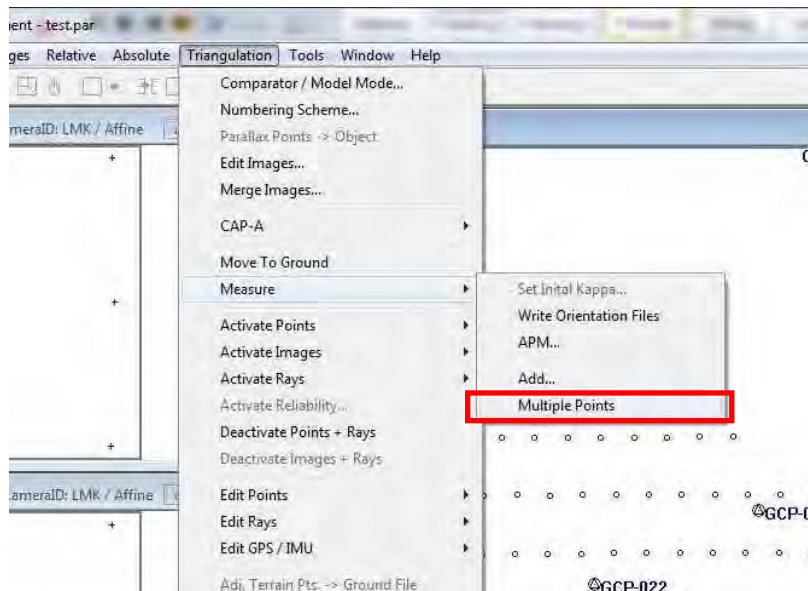 ent - test.par
ges Relative Absolute Triangulation Tools Window Help
Comparator / Model Mode...
Numbering Scheme...
Parallax Points -> Object
Edit Images...
Merge Images...
CAP-A
Move To Ground
Measure
Activate Points
Activate Images
Activate Rays
Activate Reliability...
Deactivate Points + Rays
Deactivate Images + Rays
Edit Points
Edit Rays
Edit GPS / IMU
Adj. Terrain Pts. -> Ground File
Set Inital Kappa...
Write Orientation Files
APM...
Add...
Multiple Points
meraID: LMK / Affine
ameraID: LMK / Affine
GCP-0
GCP-022